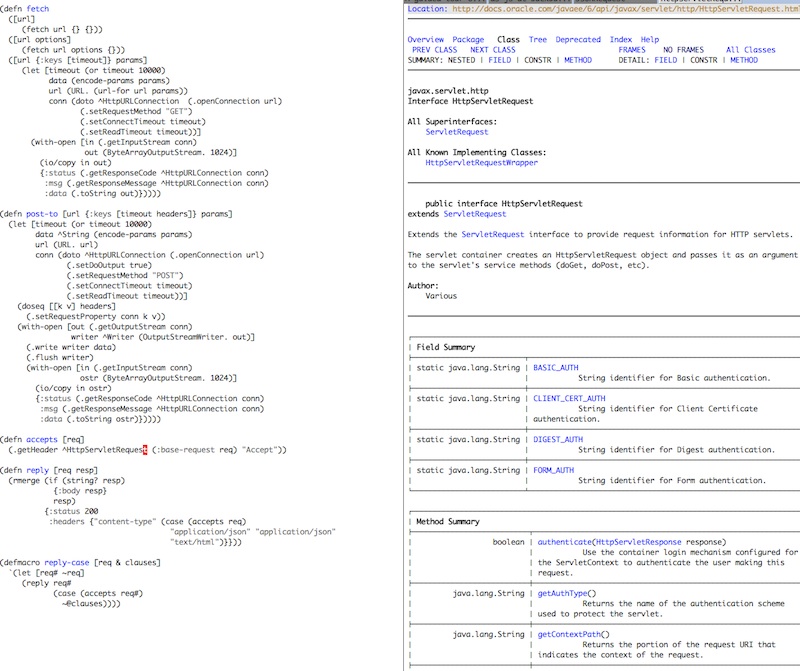 (defn fetch
([url]
(fetch url {} {}))
([url options]
(fetch url options {}))
([url {:keys [timeout]} params]
(let [timeout (or timeout 10000)
data (encode-params params)
url (URL. (url-for url params))
conn (doto ^HttpURLConnection (.openConnection url)
(.setRequestMethod "GET")
(.setConnectTimeout timeout)
(.setReadTimeout timeout))]
(with-open [in (.getInputStream conn)
out (ByteArrayOutputStream. 1024)]
(io/copy in out)
{:status (.getResponseCode ^HttpURLConnection conn)
:msg (.getResponseMessage ^HttpURLConnection conn)
:data (.toString out)}))))

(defn post-to [url {:keys [timeout headers]} params]
(let [timeout (or timeout 10000)
data ^String (encode-params params)
url (URL. url)
conn (doto ^HttpURLConnection (.openConnection url)
(.setDoOutput true)
(.setRequestMethod "POST")
(.setConnectTimeout timeout)
(.setReadTimeout timeout))]
(doseq [[k v] headers]
(.setRequestProperty conn k v))
(with-open [out (.getOutputStream conn)
writer ^Writer (OutputStreamWriter. out)]
(.write writer data)
(.flush writer)
(with-open [in (.getInputStream conn)
ostr (ByteArrayOutputStream. 1024)]
(io/copy in ostr)
{:status (.getResponseCode ^HttpURLConnection conn)
:msg (.getResponseMessage ^HttpURLConnection conn)
:data (.toString ostr)}))))

(defn accepts [req]
(.getHeader ^HttpServletRequest (:base-request req) "Accept"))

(defn reply [req resp]
(rmerge (if (string? resp)
{:body resp}
resp)
{:status 200
:headers {"content-type" (case (accepts req)
"application/json" "application/json"
"text/html")}}))

(defmacro reply-case [req & clauses]
`(let [req# ~req]
(reply req#
(case (accepts req#)
~@clauses))))

Location: http://docs.oracle.com/javaee/6/api/javax/servlet/http/HttpServletRequest.html

Overview Package Class Tree Deprecated Index Help
PREV CLASS NEXT CLASS FRAMES NO FRAMES All Classes
SUMMARY: NESTED | FIELD | CONSTR | METHOD DETAIL: FIELD | CONSTR | METHOD

javax.servlet.http
Interface HttpServletRequest

All Superinterfaces:
ServletRequest

All Known Implementing Classes:
HttpServletRequestWrapper

public interface HttpServletRequest
extends ServletRequest

Extends the ServletRequest interface to provide request information for HTTP servlets.

The servlet container creates an HttpServletRequest object and passes it as an argument
to the servlet's service methods (doGet, doPost, etc).

Author:
Various

Field Summary
static java.lang.String | BASIC_AUTH
String identifier for Basic authentication.
static java.lang.String | CLIENT_CERT_AUTH
String identifier for Client Certificate
authentication.
static java.lang.String | DIGEST_AUTH
String identifier for Digest authentication.
static java.lang.String | FORM_AUTH
String identifier for Form authentication.

Method Summary
boolean | authenticate(HttpServletResponse response)
Use the container login mechanism configured for
the ServletContext to authenticate the user making this
request.
java.lang.String | getAuthType()
Returns the name of the authentication scheme
used to protect the servlet.
java.lang.String | getContextPath()
Returns the portion of the request URI that
indicates the context of the request.